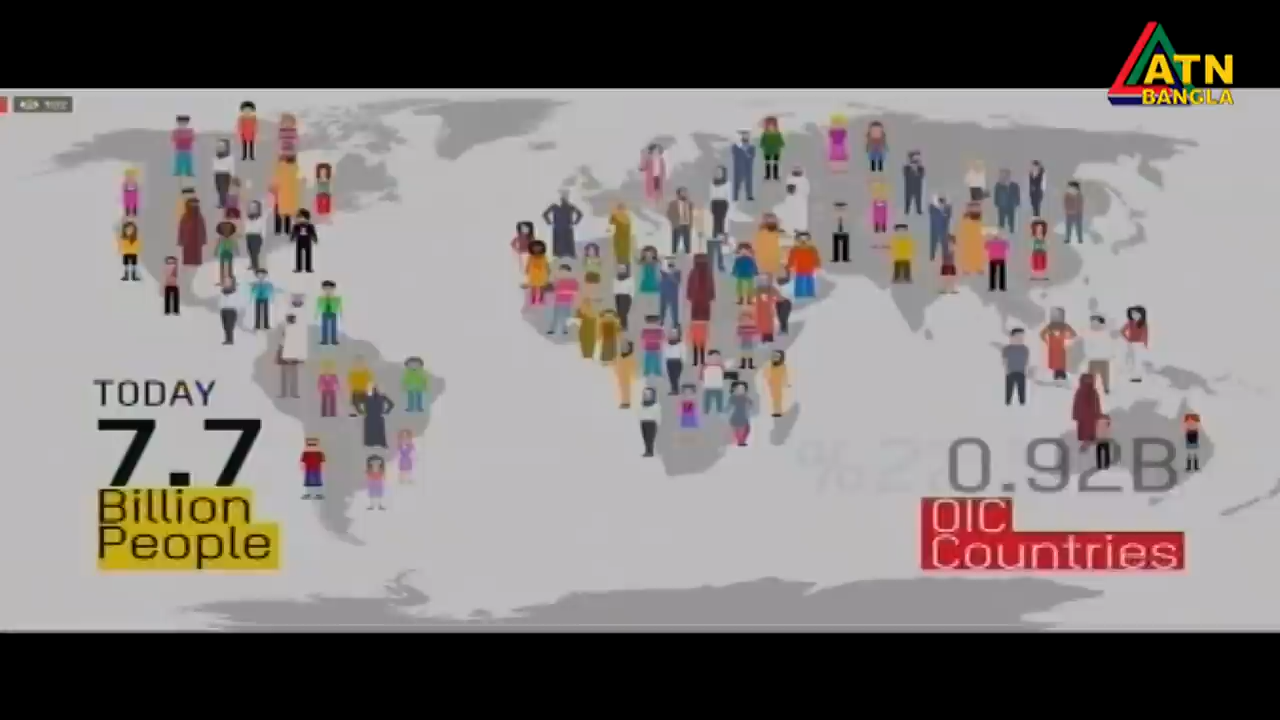 ATN
BANGLA
TODAY
7.7
Billion
People
0.92B
OIC
Countries